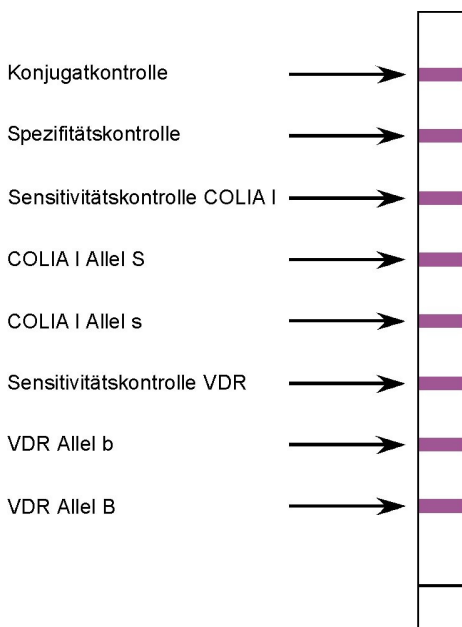 Konjugatkontrolle
Spezifitätskontrolle
Sensitivitätskontrolle COLIA I
COLIA I Allel S
COLIA I Allel s
Sensitivitätskontrolle VDR
VDR Allel b
VDR Allel B